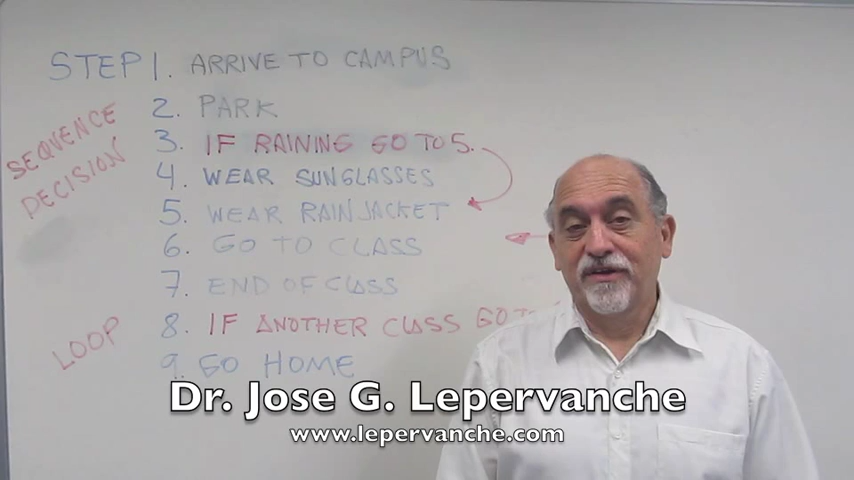 STEP 1. ARRIVE TO CAMPUS
SEQUENCE
DECISION
2. PARK
3. IF RAINING GO TO 5.
4. WEAR SUNGLASSES
5. WEAR RAINJACKET
6. GO TO CLASS
7. END OF CLASS
LOOP
8. IF ANOTHER CLASS GO TO
9. GO HOME
Dr. Jose G. Lepervanche
www.lepervanche.com